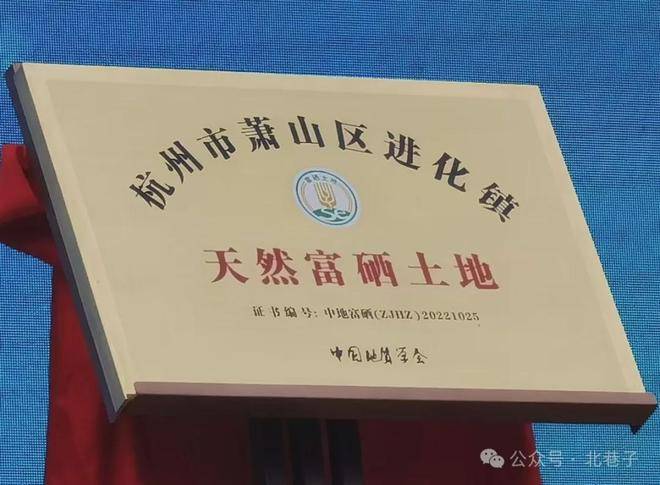 杭州市萧山区进化镇
富硒土地
Se
天然富硒土地
证书编号: 中地富硒(ZJHZ)20221025
中国地质学会
公众号·北巷子